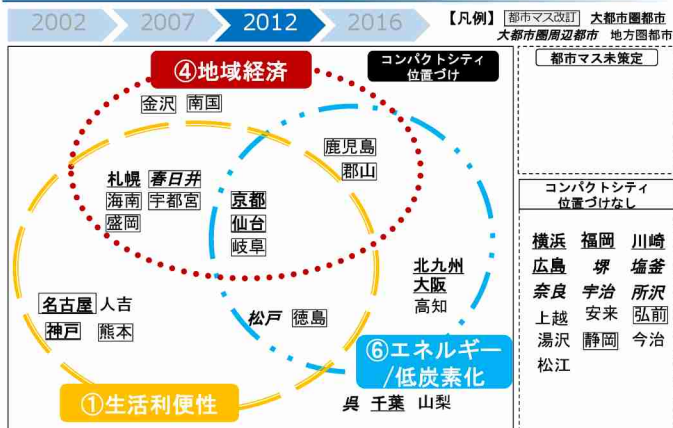 2002 2007 2012 2016
【凡例】 都市マス改訂 大都市圏都市
大都市圏周辺都市 地方圏都市
④地域経済
コンパクトシティ
位置づけ
都市マス未策定
金沢 南国
鹿児島
郡山
札幌 春日井
海南 宇都宮
盛岡
京都
仙台
岐阜
コンパクトシティ
位置づけなし
横浜 福岡 川崎
広島 堺 塩釜
奈良 宇治 所沢
上越 安来 弘前
湯沢 静岡 今治
松江
北九州
大阪
高知
名古屋 人吉
神戸 熊本
松戸 徳島
⑥エネルギー
/低炭素化
①生活利便性
呉 千葉 山梨